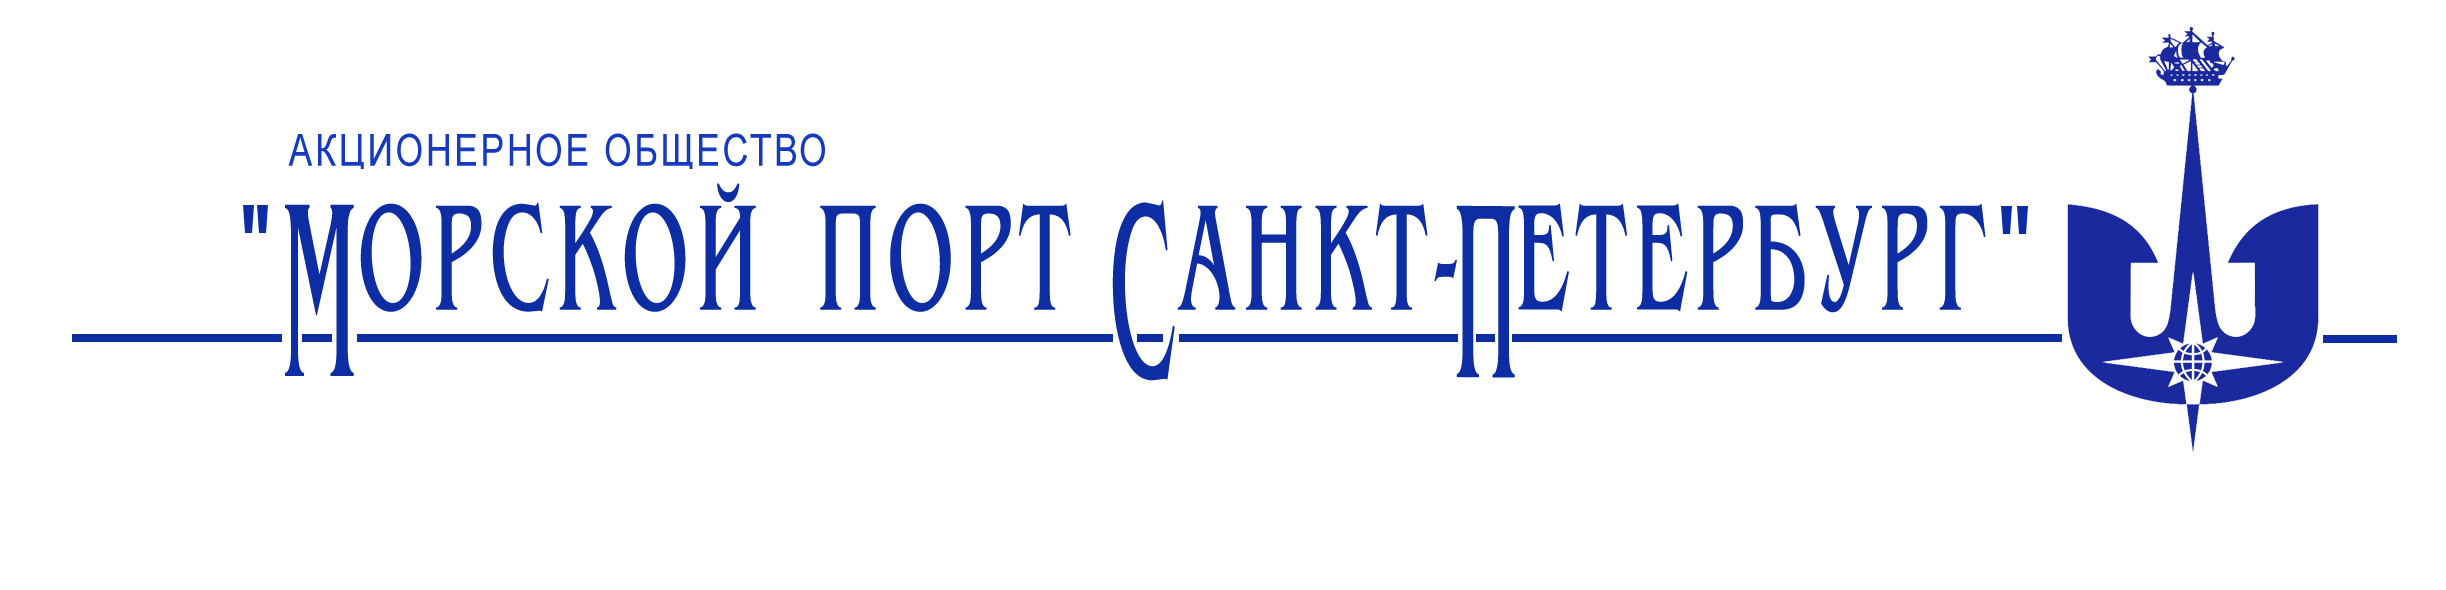 АКЦИОНЕРНОЕ ОБЩЕСТВО
"МОРСКОЙ ПОРТ САНКТ-ПЕТЕРБУРГ"